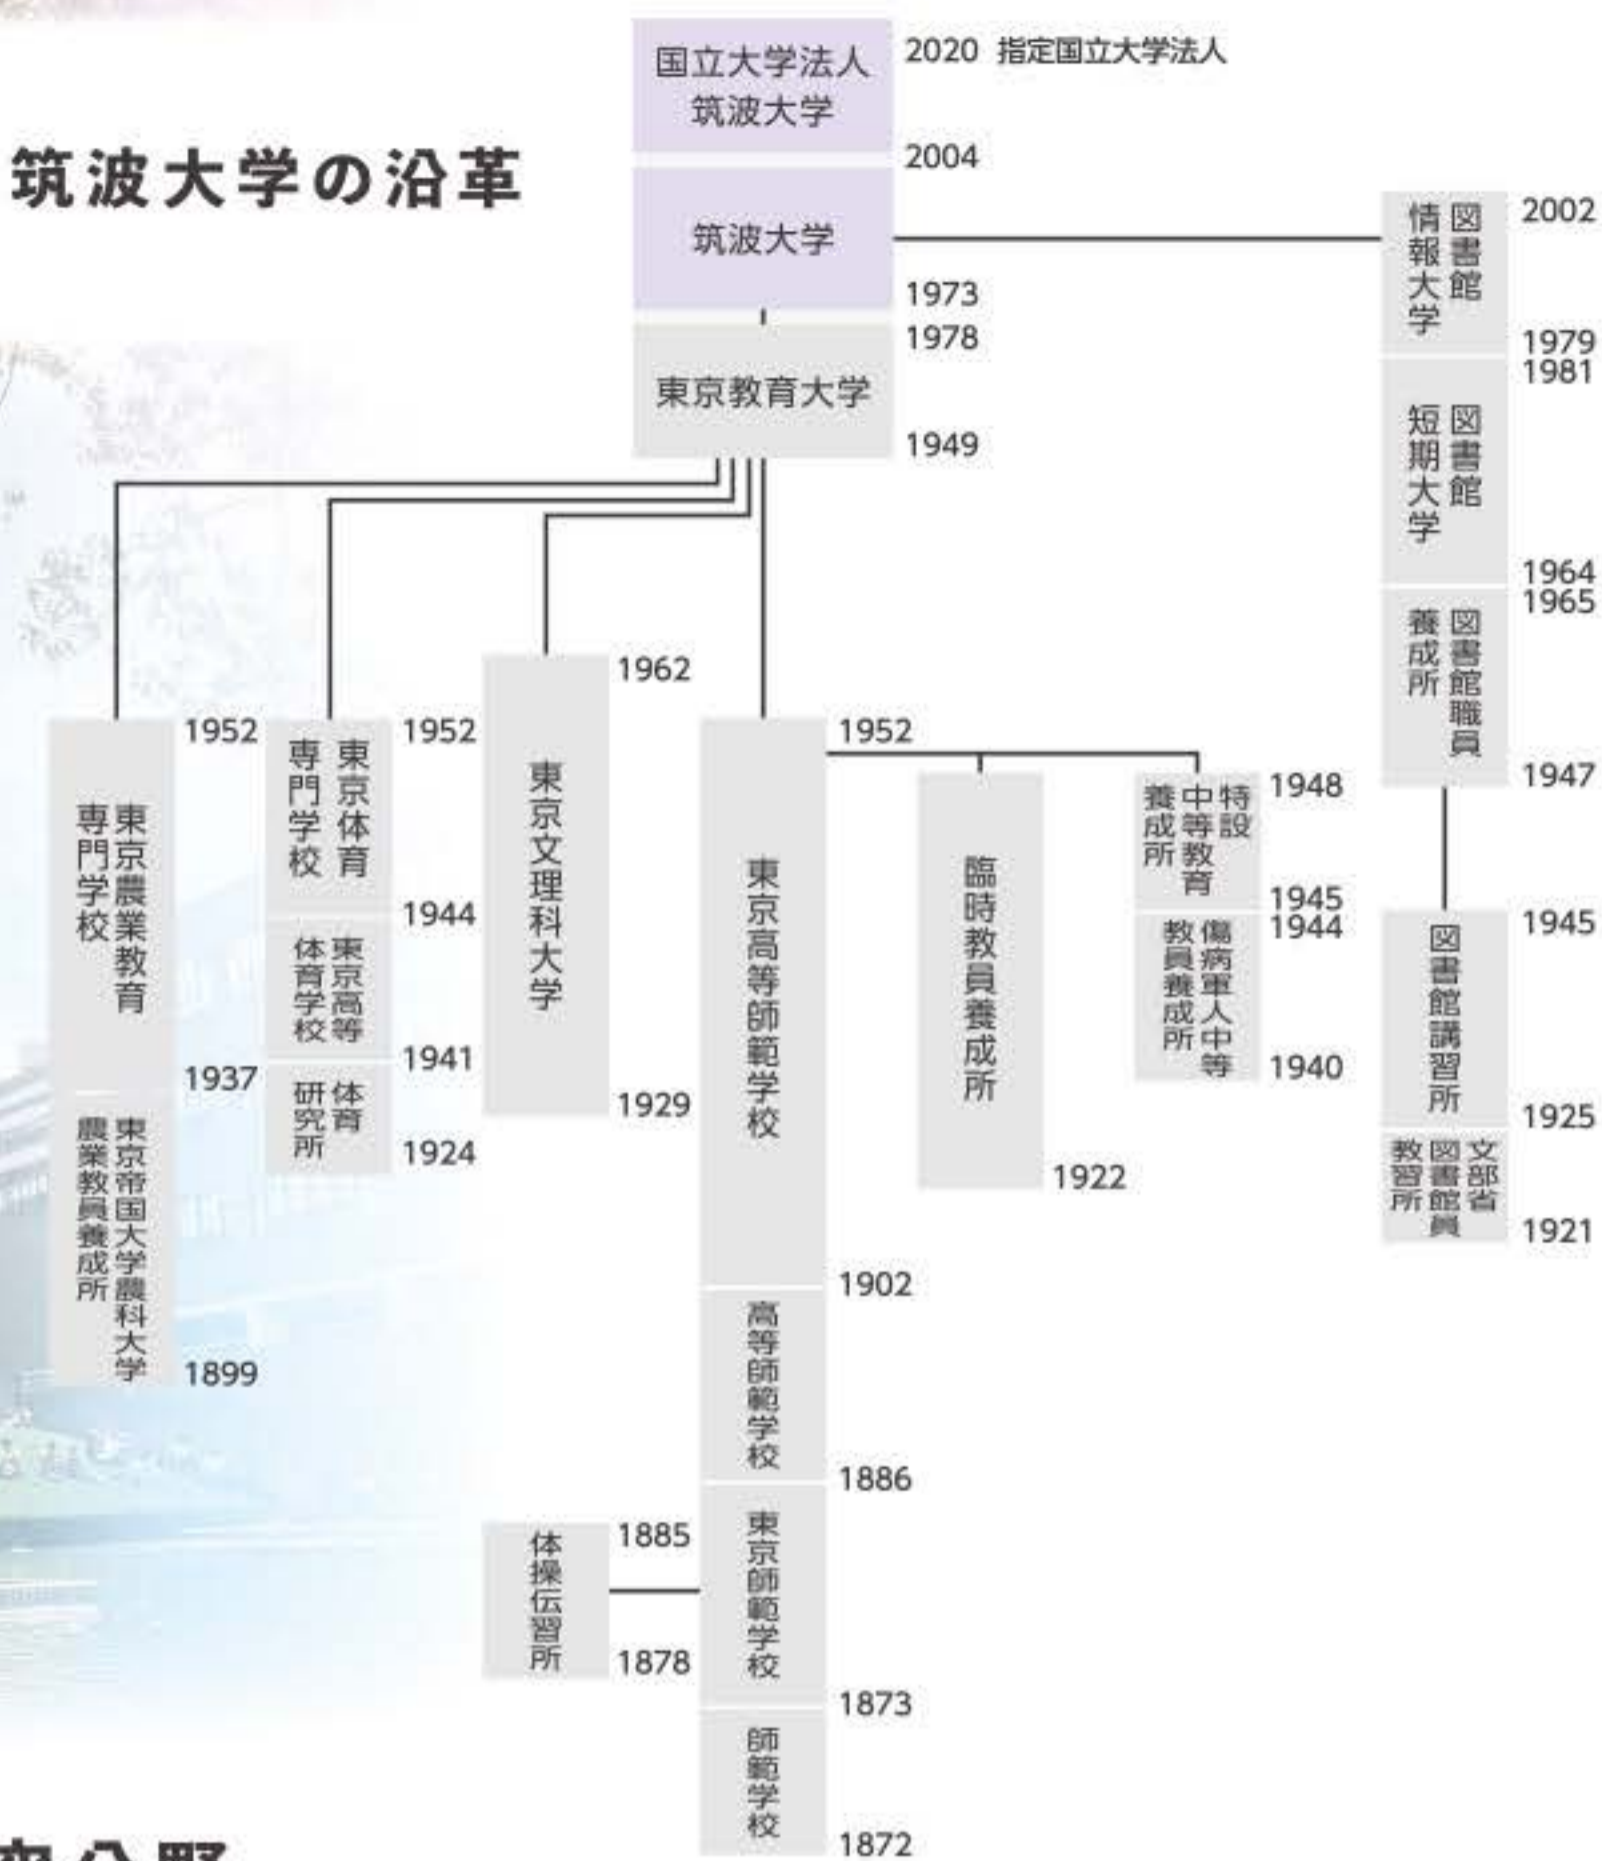 筑波大学の沿革
国立大学法人
筑波大学
2020 指定国立大学法人
2004
筑波大学
1973
1978
東京教育大学
1949
2002
図書館
情報大学
1979
1981
図書館
短期大学
1964
1965
図書館職員
養成所
1947
1945
図書館講習所
1925
文部省
図書館員
教習所
1921
1952
東京農業教育
専門学校
1937
東京帝国大学農科大学
農業教員養成所
1899
1952
東京体育
専門学校
1944
東京高等
体育学校
1941
体育
研究所
1924
1962
東京文理科大学
1929
1952
東京高等師範学校
1902
高等師範学校
1886
東京師範学校
1873
師範学校
1872
1885
体操伝習所
1878
臨時教員養成所
1922
1948
特設
中等教育
養成所
1945
1944
傷病軍人中等
教員養成所
1940